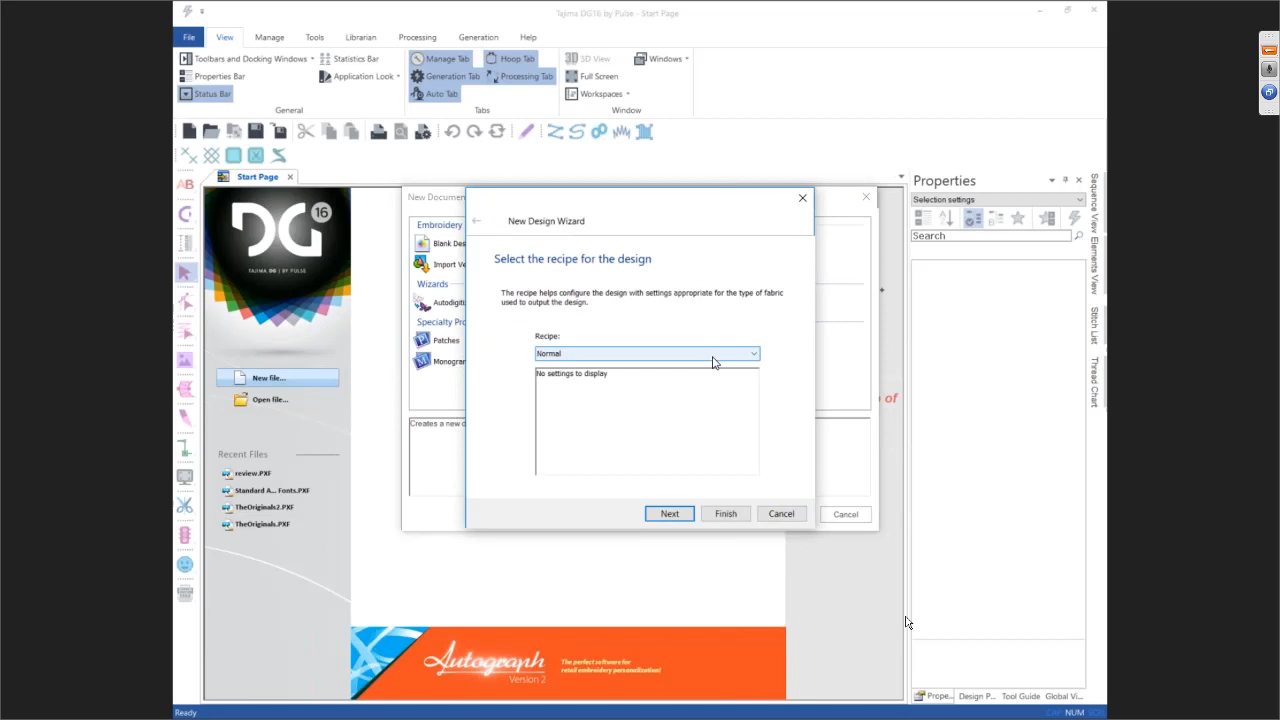 Tajima DG16 by Pulse - Start Page
File View Manage Tools Librarian Processing Generation Help
Toolbars and Docking Windows Statistics Bar Manage Tab Hoop Tab 3D View Windows
Properties Bar Application Look Generation Tab Processing Tab Full Screen
Status Bar Auto Tab Workspaces
General Tabs Window
Start Page
DG 16
TAJIMA DG | BY PULSE
New file...
Open file...
Recent Files
review.PXF
Standard A... Fonts.PXF
TheOriginals2.PXF
TheOriginals.PXF
New Documen
Embroidery
Blank Des
Import Ve
Wizards
Autodigiti
Specialty Pro
Patches
Monogram
Creates a new d
Cancel
of
New Design Wizard
Select the recipe for the design
The recipe helps configure the design with settings appropriate for the type of fabric
used to output the design.
Recipe:
Normal
No settings to display
Next Finish Cancel
Autograph
Version 2
The perfect software for
retail embroidery personalization!
Properties
Selection settings
Search
Sequence View
Elements View
Stitch List
Thread Chart
Prope... Design P... Tool Guide Global Vi...
Ready
CAP NUM